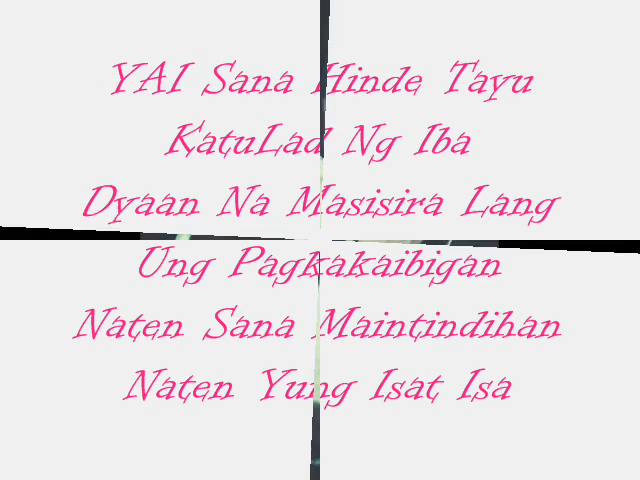 YAI Sana Hinde Tayu
KatuLad Ng Iba
Dyaan Na Masisira Lang
Ung Pagkakaibigan
Naten Sana Maintindihan
Naten Yung Isat Isa